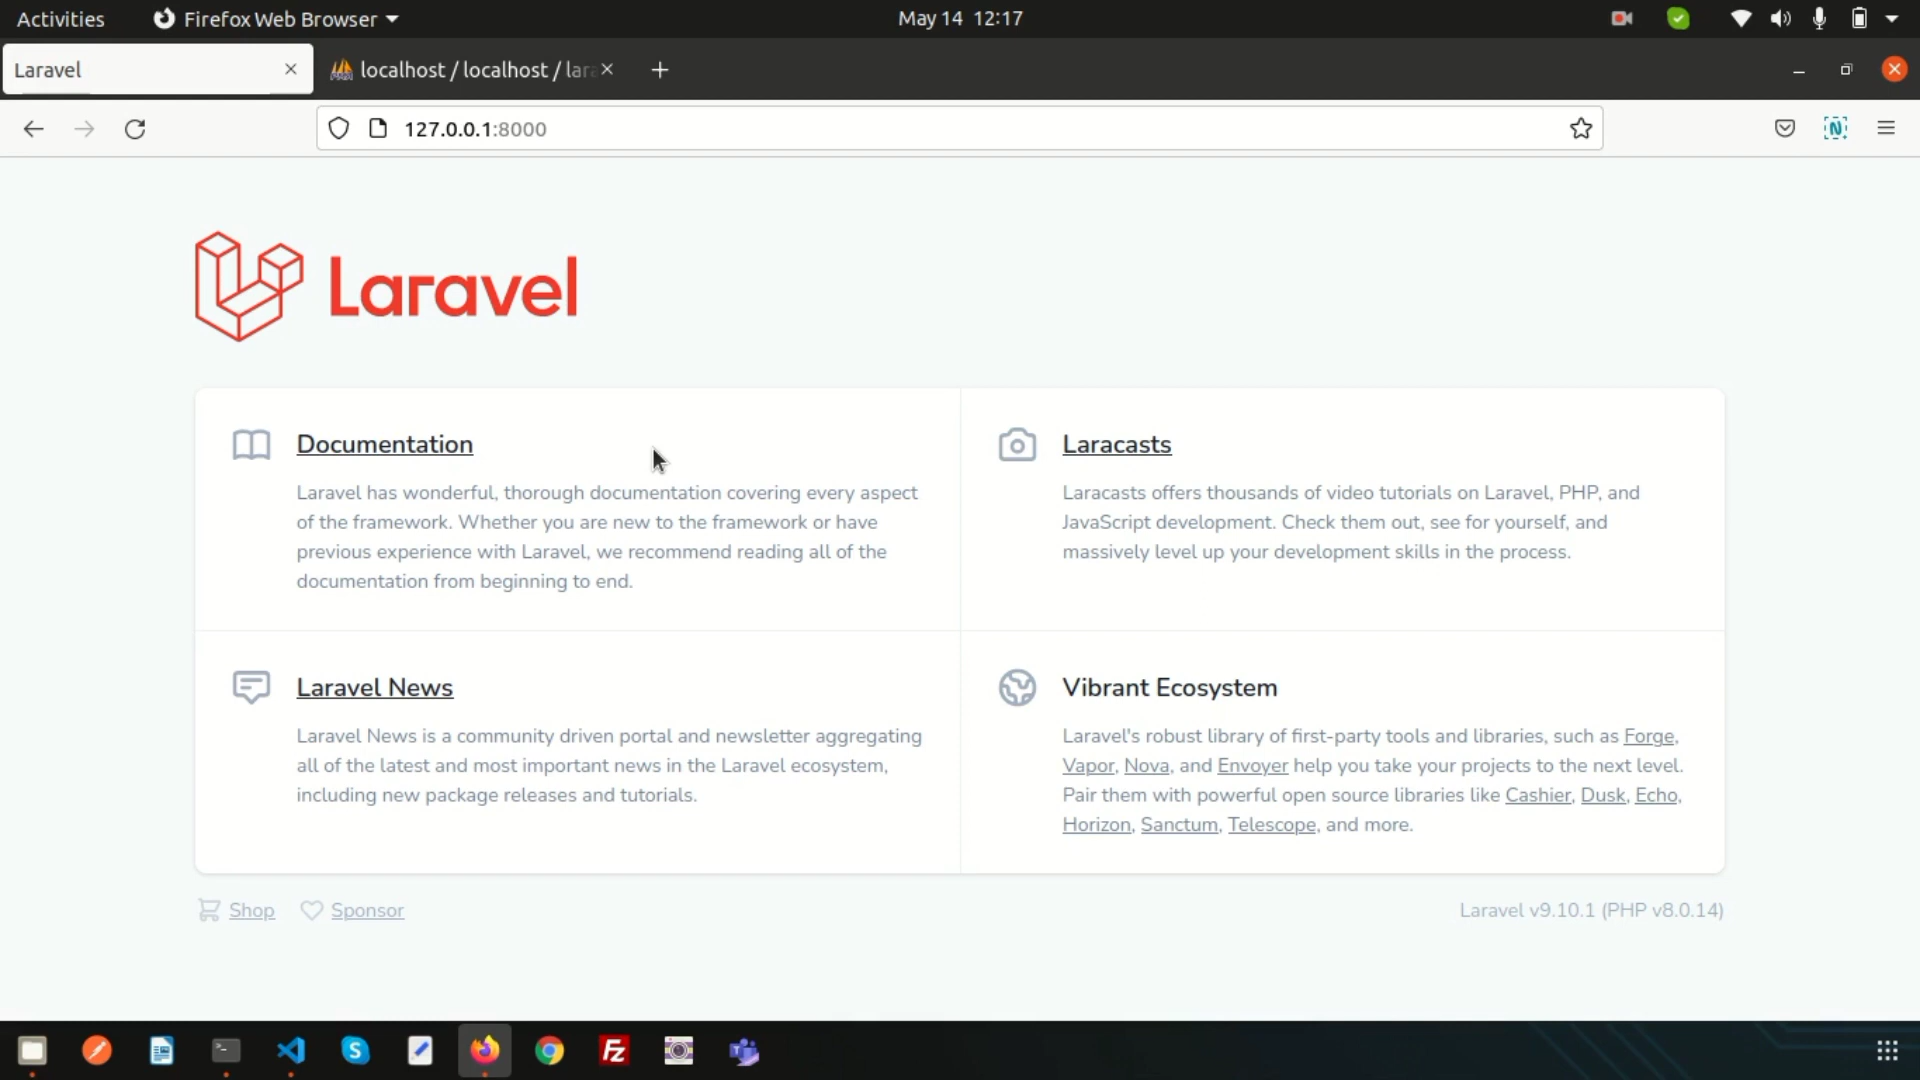 Activities
Firefox Web Browser
May 14 12:17
Laravel
localhost / localhost / lara
127.0.0.1:8000
Laravel
Documentation
Laravel has wonderful, thorough documentation covering every aspect
of the framework. Whether you are new to the framework or have
previous experience with Laravel, we recommend reading all of the
documentation from beginning to end.
Laracasts
Laracasts offers thousands of video tutorials on Laravel, PHP, and
JavaScript development. Check them out, see for yourself, and
massively level up your development skills in the process.
Laravel News
Laravel News is a community driven portal and newsletter aggregating
all of the latest and most important news in the Laravel ecosystem,
including new package releases and tutorials.
Vibrant Ecosystem
Laravel's robust library of first-party tools and libraries, such as Forge,
Vapor, Nova, and Envoyer help you take your projects to the next level.
Pair them with powerful open source libraries like Cashier, Dusk, Echo,
Horizon, Sanctum, Telescope, and more.
Shop
Sponsor
Laravel v9.10.1 (PHP v8.0.14)